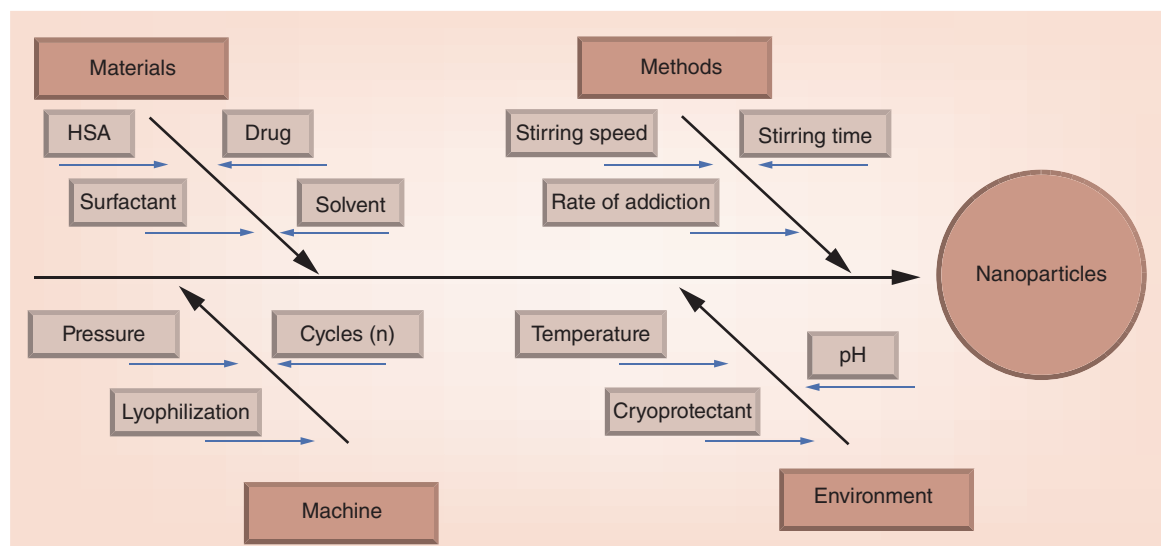 Materials
Methods
HSA
Drug
Stirring speed
Stirring time
Surfactant
Solvent
Rate of addiction
Nanoparticles
Pressure
Cycles (n)
Temperature
pH
Lyophilization
Cryoprotectant
Machine
Environment